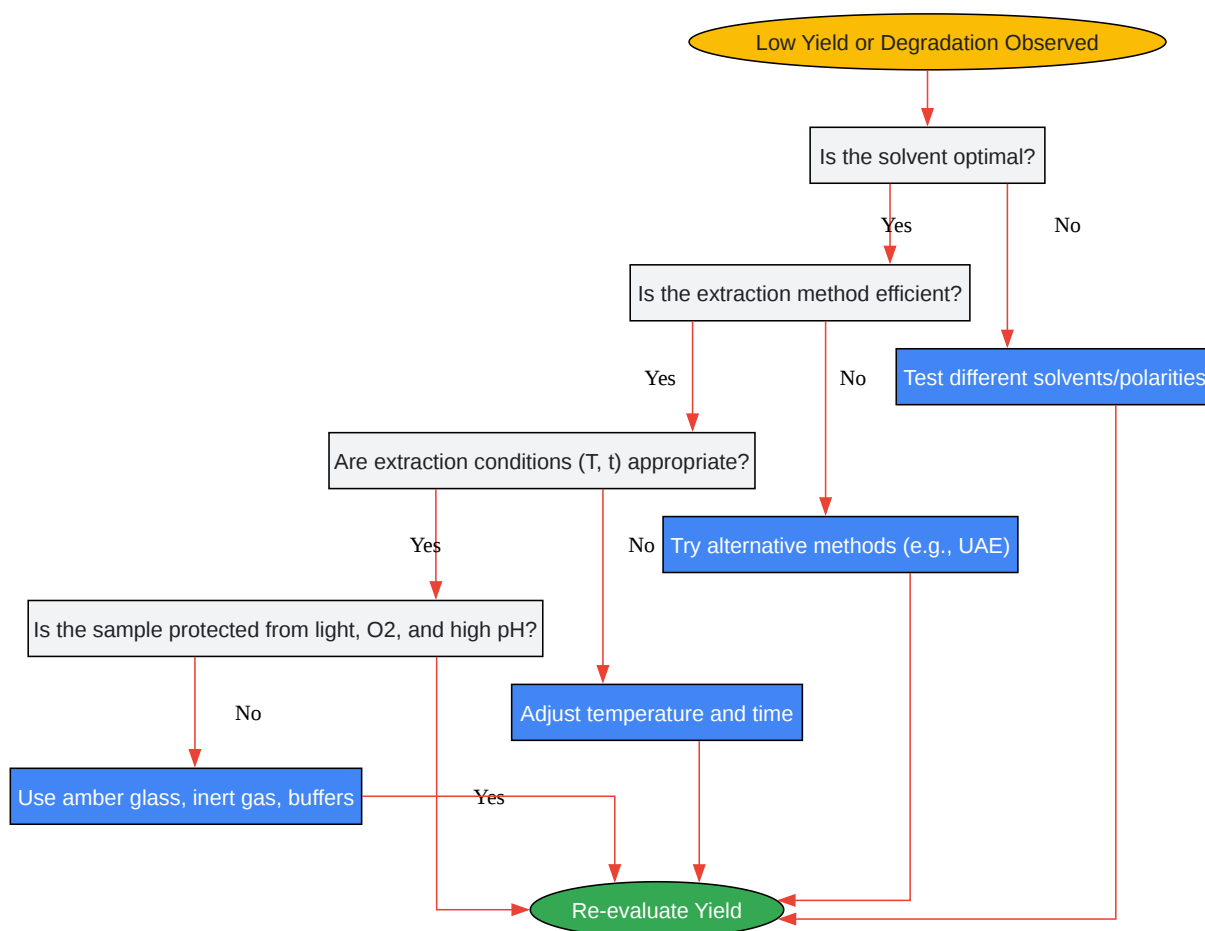 Low Yield or Degradation Observed
Is the solvent optimal?
Yes
No
Is the extraction method efficient?
Yes
No
Test different solvents/polarities
Are extraction conditions (T, t) appropriate?
Yes
No
Try alternative methods (e.g., UAE)
Is the sample protected from light, O2, and high pH?
No
Adjust temperature and time
Use amber glass, inert gas, buffers
Yes
Re-evaluate Yield